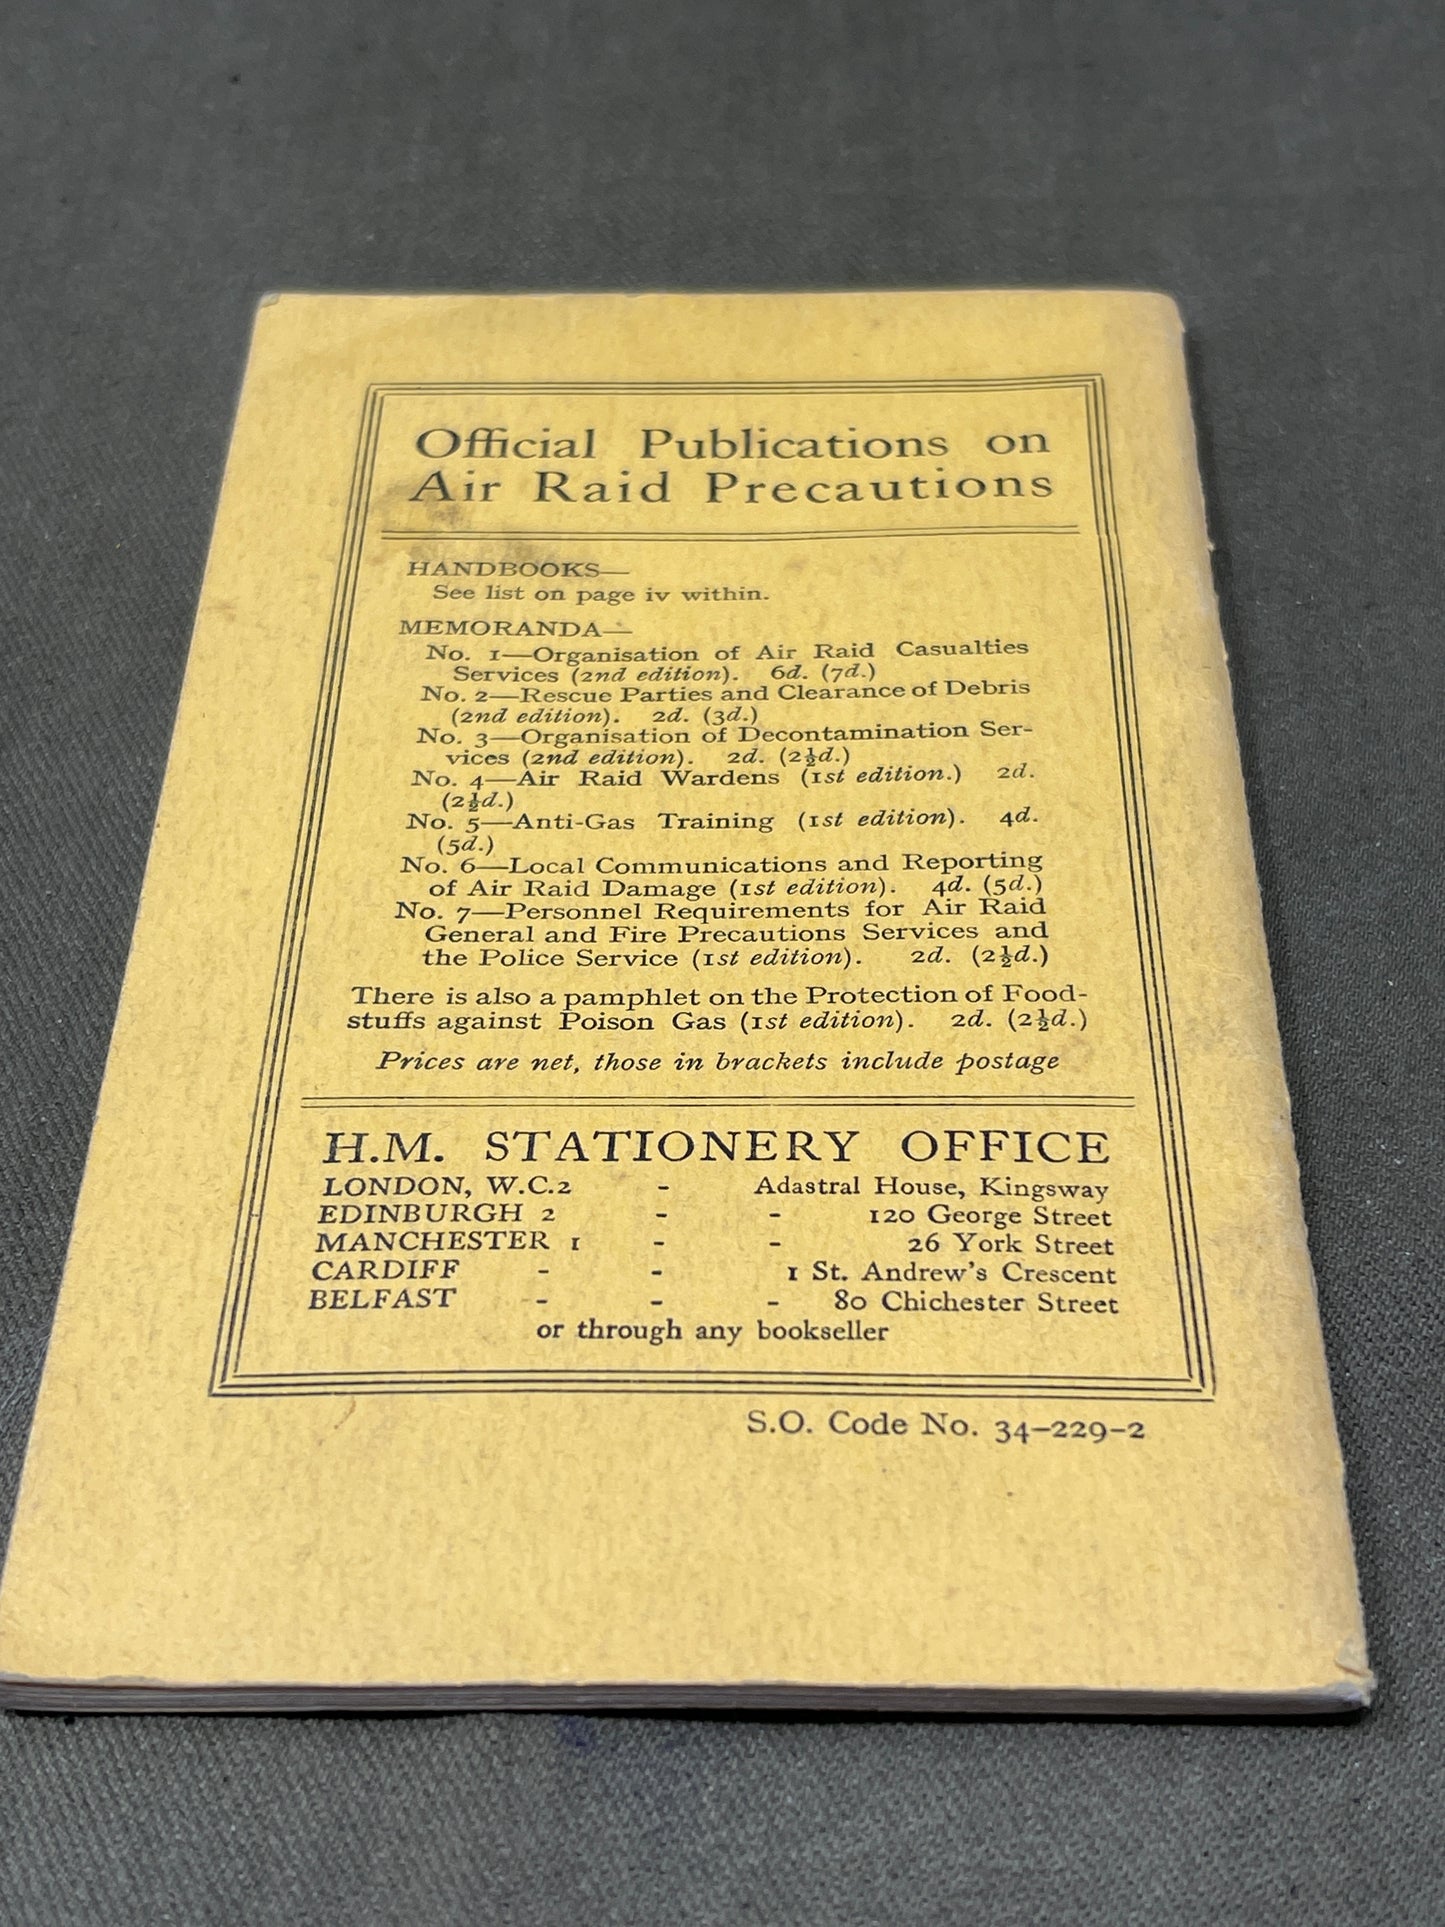 Official Publications on
Air Raid Precautions
HANDBOOKS—
See list on page iv within.
MEMORANDA—
No. 1—Organisation of Air Raid Casualties
Services (2nd edition). 6d. (7d.)
No. 2—Rescue Parties and Clearance of Debris
(2nd edition). 2d. (3d.)
No. 3—Organisation of Decontamination Ser-
vices (2nd edition). 2d. (2½d.)
No. 4—Air Raid Wardens (1st edition.) 2d.
(2½d.)
No. 5—Anti-Gas Training (1st edition). 4d.
(5d.)
No. 6—Local Communications and Reporting
of Air Raid Damage (1st edition). 4d. (5d.)
No. 7—Personnel Requirements for Air Raid
General and Fire Precautions Services and
the Police Service (1st edition). 2d. (2½d.)
There is also a pamphlet on the Protection of Food-
stuffs against Poison Gas (1st edition). 2d. (2½d.)
Prices are net, those in brackets include postage
H.M. STATIONERY OFFICE
LONDON, W.C.2 - Adastral House, Kingsway
EDINBURGH 2 - - 120 George Street
MANCHESTER 1 - - 26 York Street
CARDIFF - - 1 St. Andrew's Crescent
BELFAST - - - 80 Chichester Street
or through any bookseller
S.O. Code No. 34–229–2